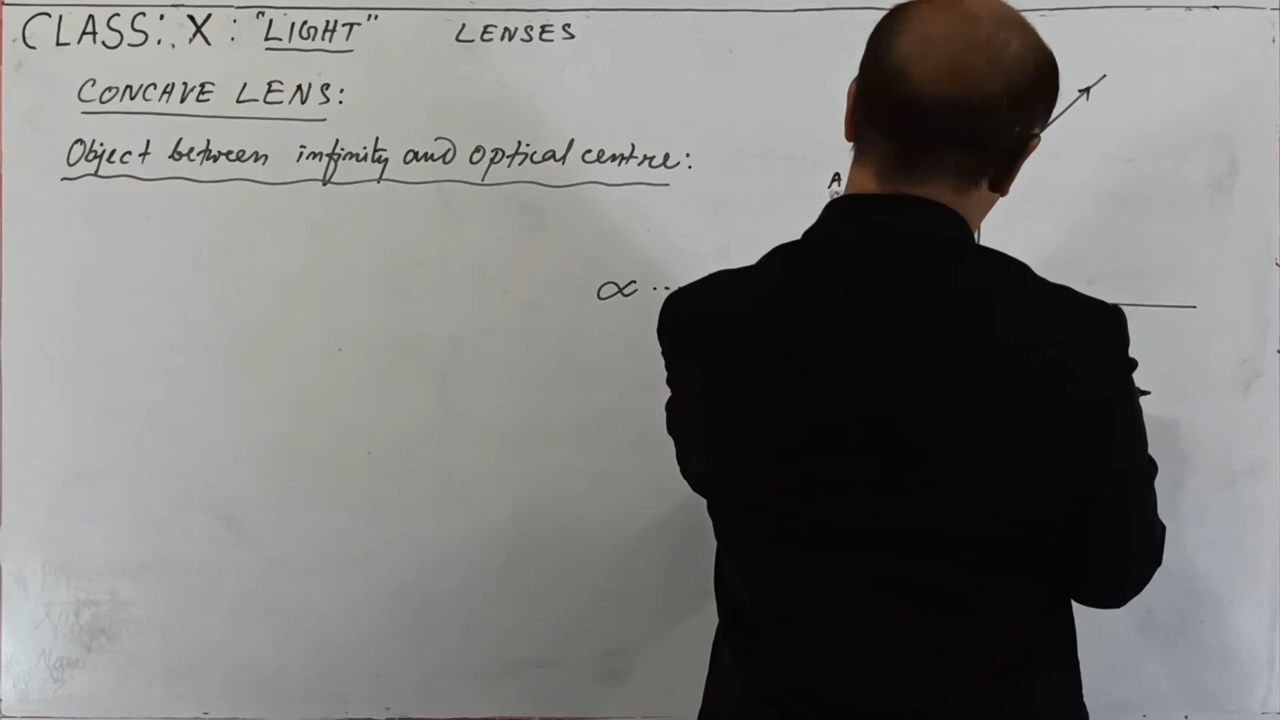 CLASS: X : "LIGHT" LENSES
CONCAVE LENS:
Object between infinity and optical centre:
A
∝ ...